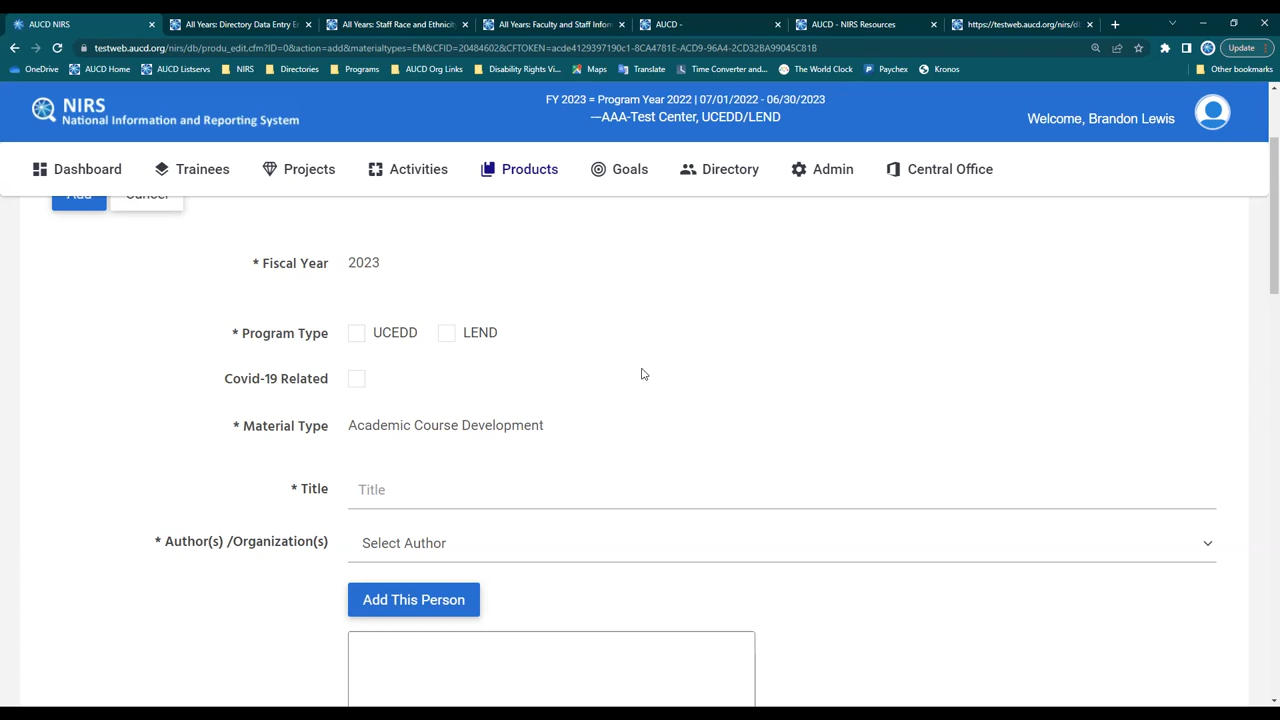 AUCD NIRS
All Years: Directory Data Entry E
All Years: Staff Race and Ethnicity
All Years: Faculty and Staff Infor
AUCD -
AUCD - NIRS Resources
https://testweb.aucd.org/nirs/db
testweb.aucd.org/nirs/db/produ_edit.cfm?ID=0&action=add&materialtypes=EM&CFID=20484602&CFTOKEN=acde4129397190c1-8CA4781E-ACD9-96A4-2CD32BA99045C81B
Update
OneDrive
AUCD Home
AUCD Listservs
NIRS
Directories
Programs
AUCD Org Links
Disability Rights Vi...
Maps
Translate
Time Converter and...
The World Clock
Paychex
Kronos
Other bookmarks
NIRS
National Information and Reporting System
FY 2023 = Program Year 2022 | 07/01/2022 - 06/30/2023
—AAA-Test Center, UCEDD/LEND
Welcome, Brandon Lewis
Dashboard
Trainees
Projects
Activities
Products
Goals
Directory
Admin
Central Office
Add
Cancel
* Fiscal Year 2023
* Program Type UCEDD LEND
Covid-19 Related
* Material Type Academic Course Development
* Title Title
* Author(s) /Organization(s) Select Author
Add This Person